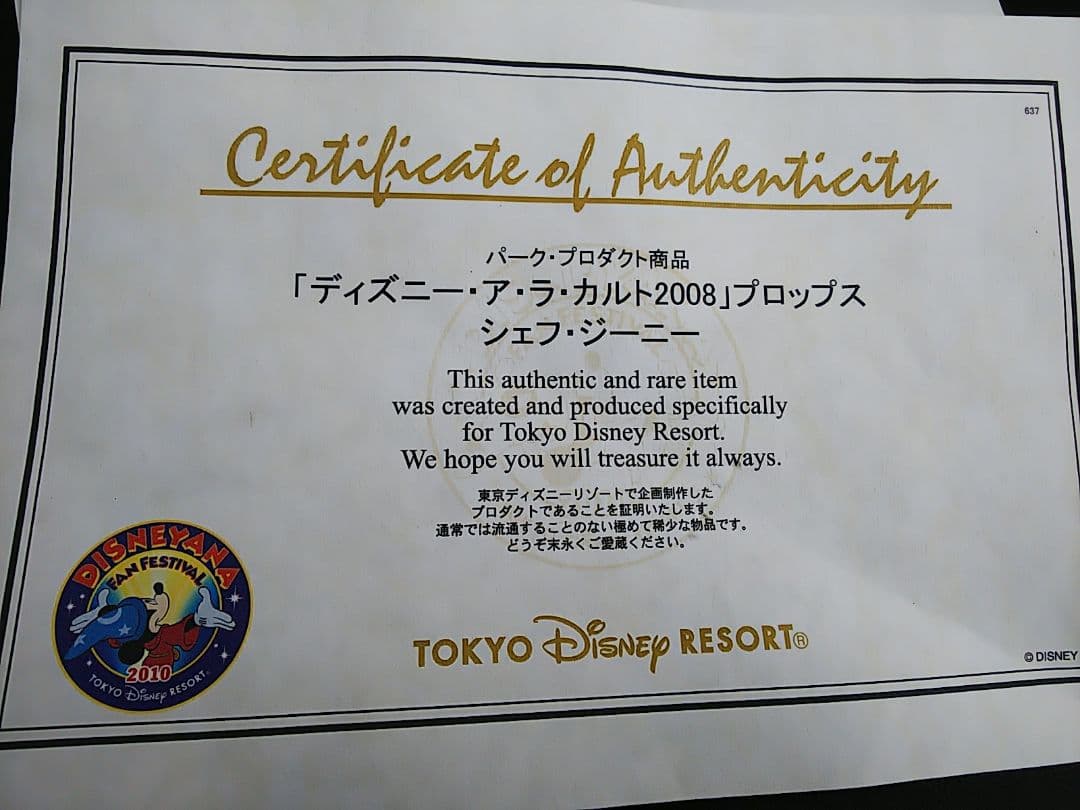 637
Certificate of Authenticity
パーク・プロダクト商品
「ディズニー・ア・ラ・カルト2008」プロップス
シェフ・ジーニー
This authentic and rare item
was created and produced specifically
for Tokyo Disney Resort.
We hope you will treasure it always.
東京ディズニーリゾートで企画制作した
プロダクトであることを証明いたします。
通常では流通することのない極めて稀少な物品です。
どうぞ末永くご愛蔵ください。
DISNEYANA
FAN FESTIVAL
2010
TOKYO Disney RESORT
TOKYO Disney RESORT®
© DISNEY